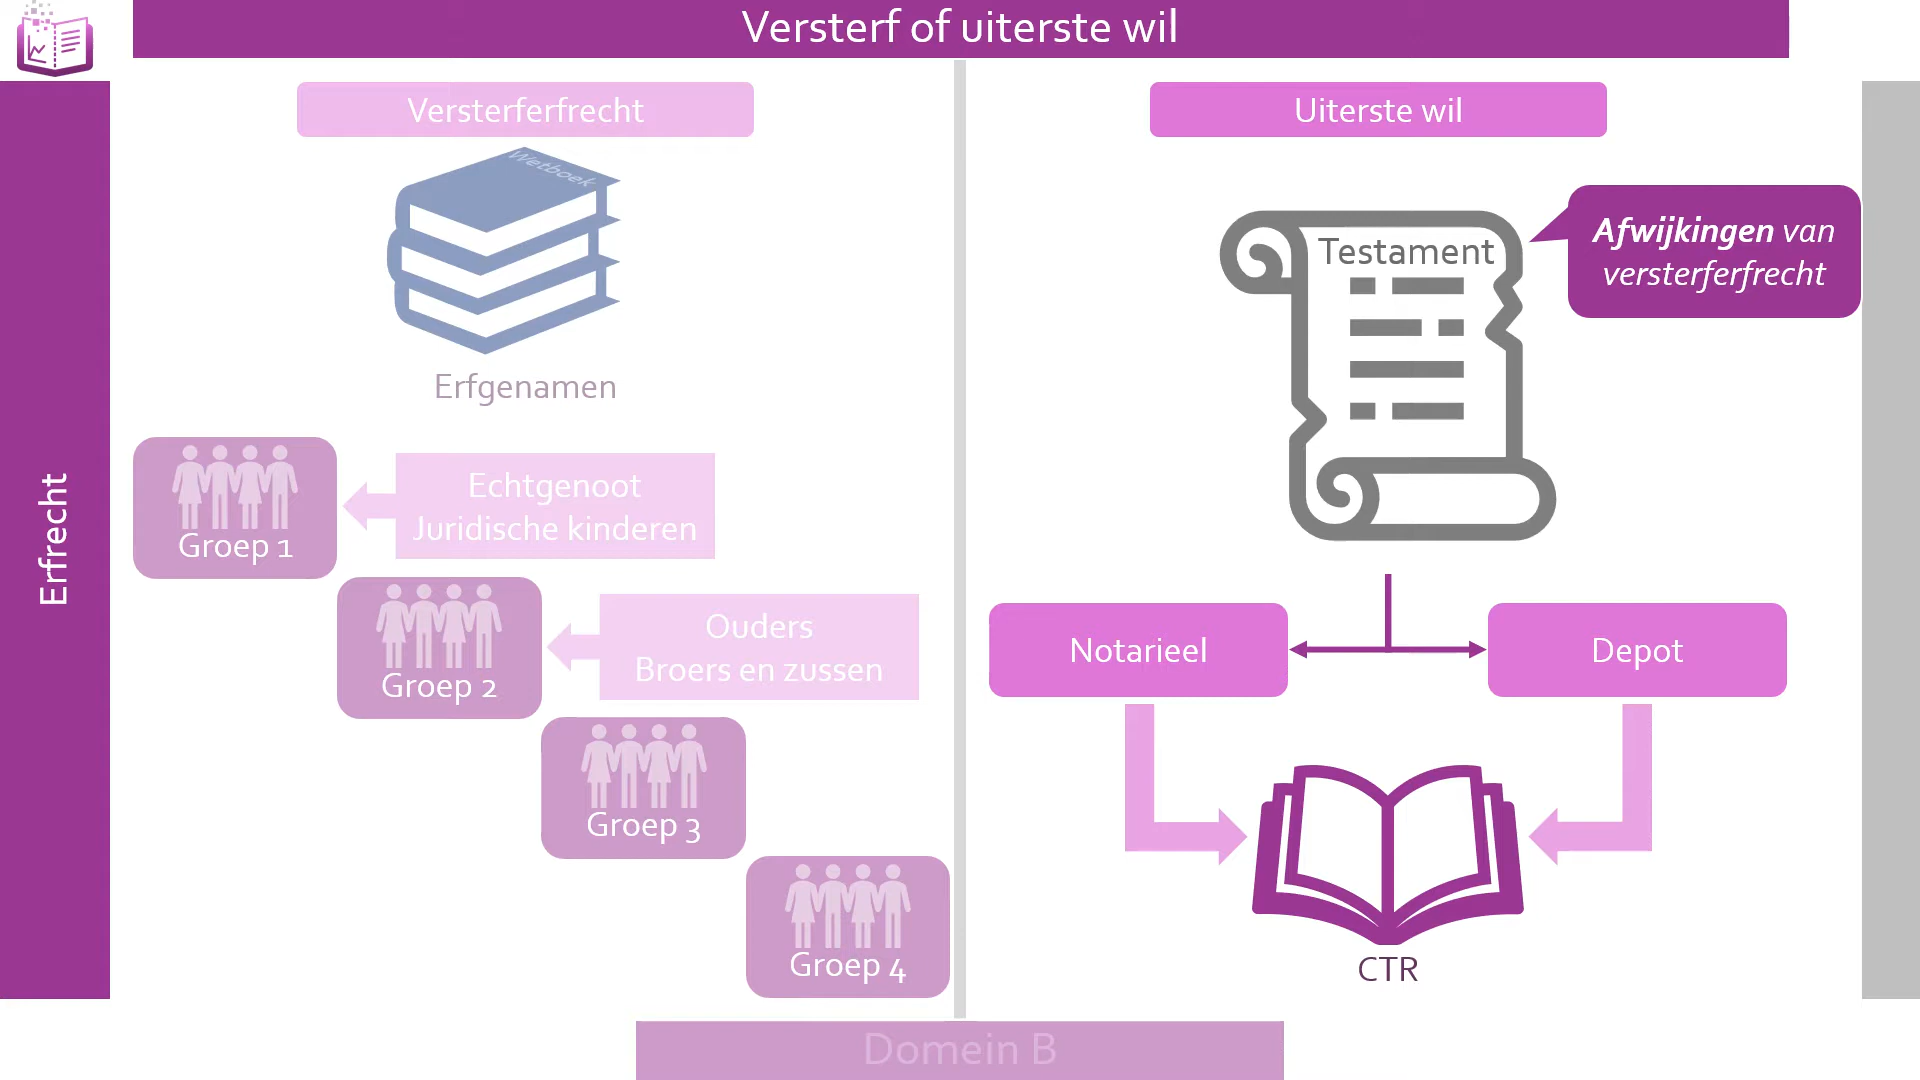 Versterf of uiterste wil
Versterferfrecht
Wetboek
Erfgenamen
Groep 1
Echtgenoot
Juridische kinderen
Groep 2
Ouders
Broers en zussen
Groep 3
Groep 4
Uiterste wil
Testament
Afwijkingen van
versterferfrecht
Notarieel
Depot
CTR
Erfrecht
Domein B